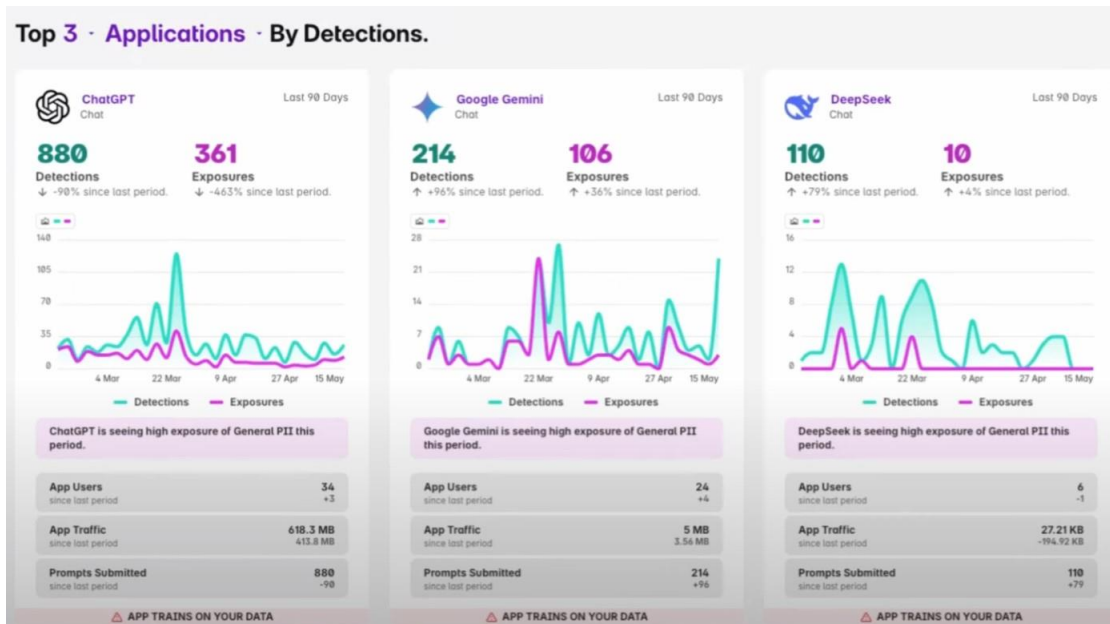 Top 3 · Applications · By Detections.
ChatGPT
Chat
Last 90 Days
880
Detections
↓ -90% since last period.
361
Exposures
↓ -463% since last period.
140
105
70
35
0
4 Mar
22 Mar
9 Apr
27 Apr
15 May
Detections
Exposures
ChatGPT is seeing high exposure of General PII this
period.
App Users
since last period
34
+3
App Traffic
since last period
618.3 MB
413.8 MB
Prompts Submitted
since last period
880
-90
APP TRAINS ON YOUR DATA
Google Gemini
Chat
Last 90 Days
214
Detections
↑ +96% since last period.
106
Exposures
↑ +36% since last period.
28
21
14
7
0
4 Mar
22 Mar
9 Apr
27 Apr
15 May
Detections
Exposures
Google Gemini is seeing high exposure of General PII
this period.
App Users
since last period
24
+4
App Traffic
since last period
5 MB
3.56 MB
Prompts Submitted
since last period
214
+96
APP TRAINS ON YOUR DATA
DeepSeek
Chat
Last 90 Days
110
Detections
↑ +79% since last period.
10
Exposures
↑ +4% since last period.
16
12
8
4
0
4 Mar
22 Mar
9 Apr
27 Apr
15 May
Detections
Exposures
DeepSeek is seeing high exposure of General PII this
period.
App Users
since last period
6
-1
App Traffic
since last period
27.21 KB
-194.92 KB
Prompts Submitted
since last period
110
+79
APP TRAINS ON YOUR DATA